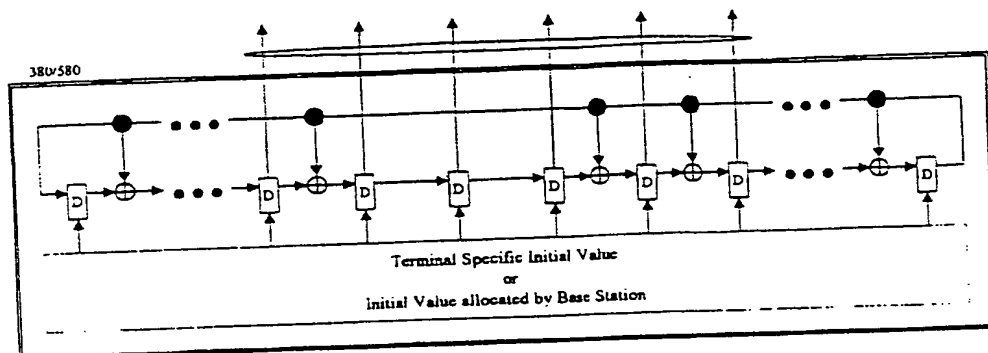 380/580
D D D D D D D D
Terminal Specific Initial Value
or
Initial Value allocated by Base Station